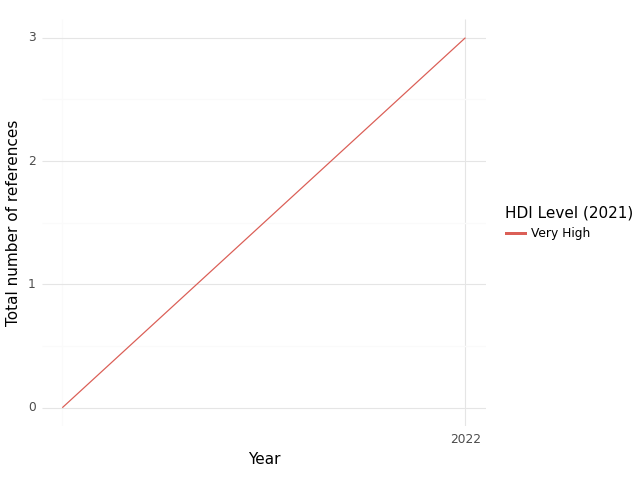 3
2
1
0
2022
Year
Total number of references
HDI Level (2021)
Very High